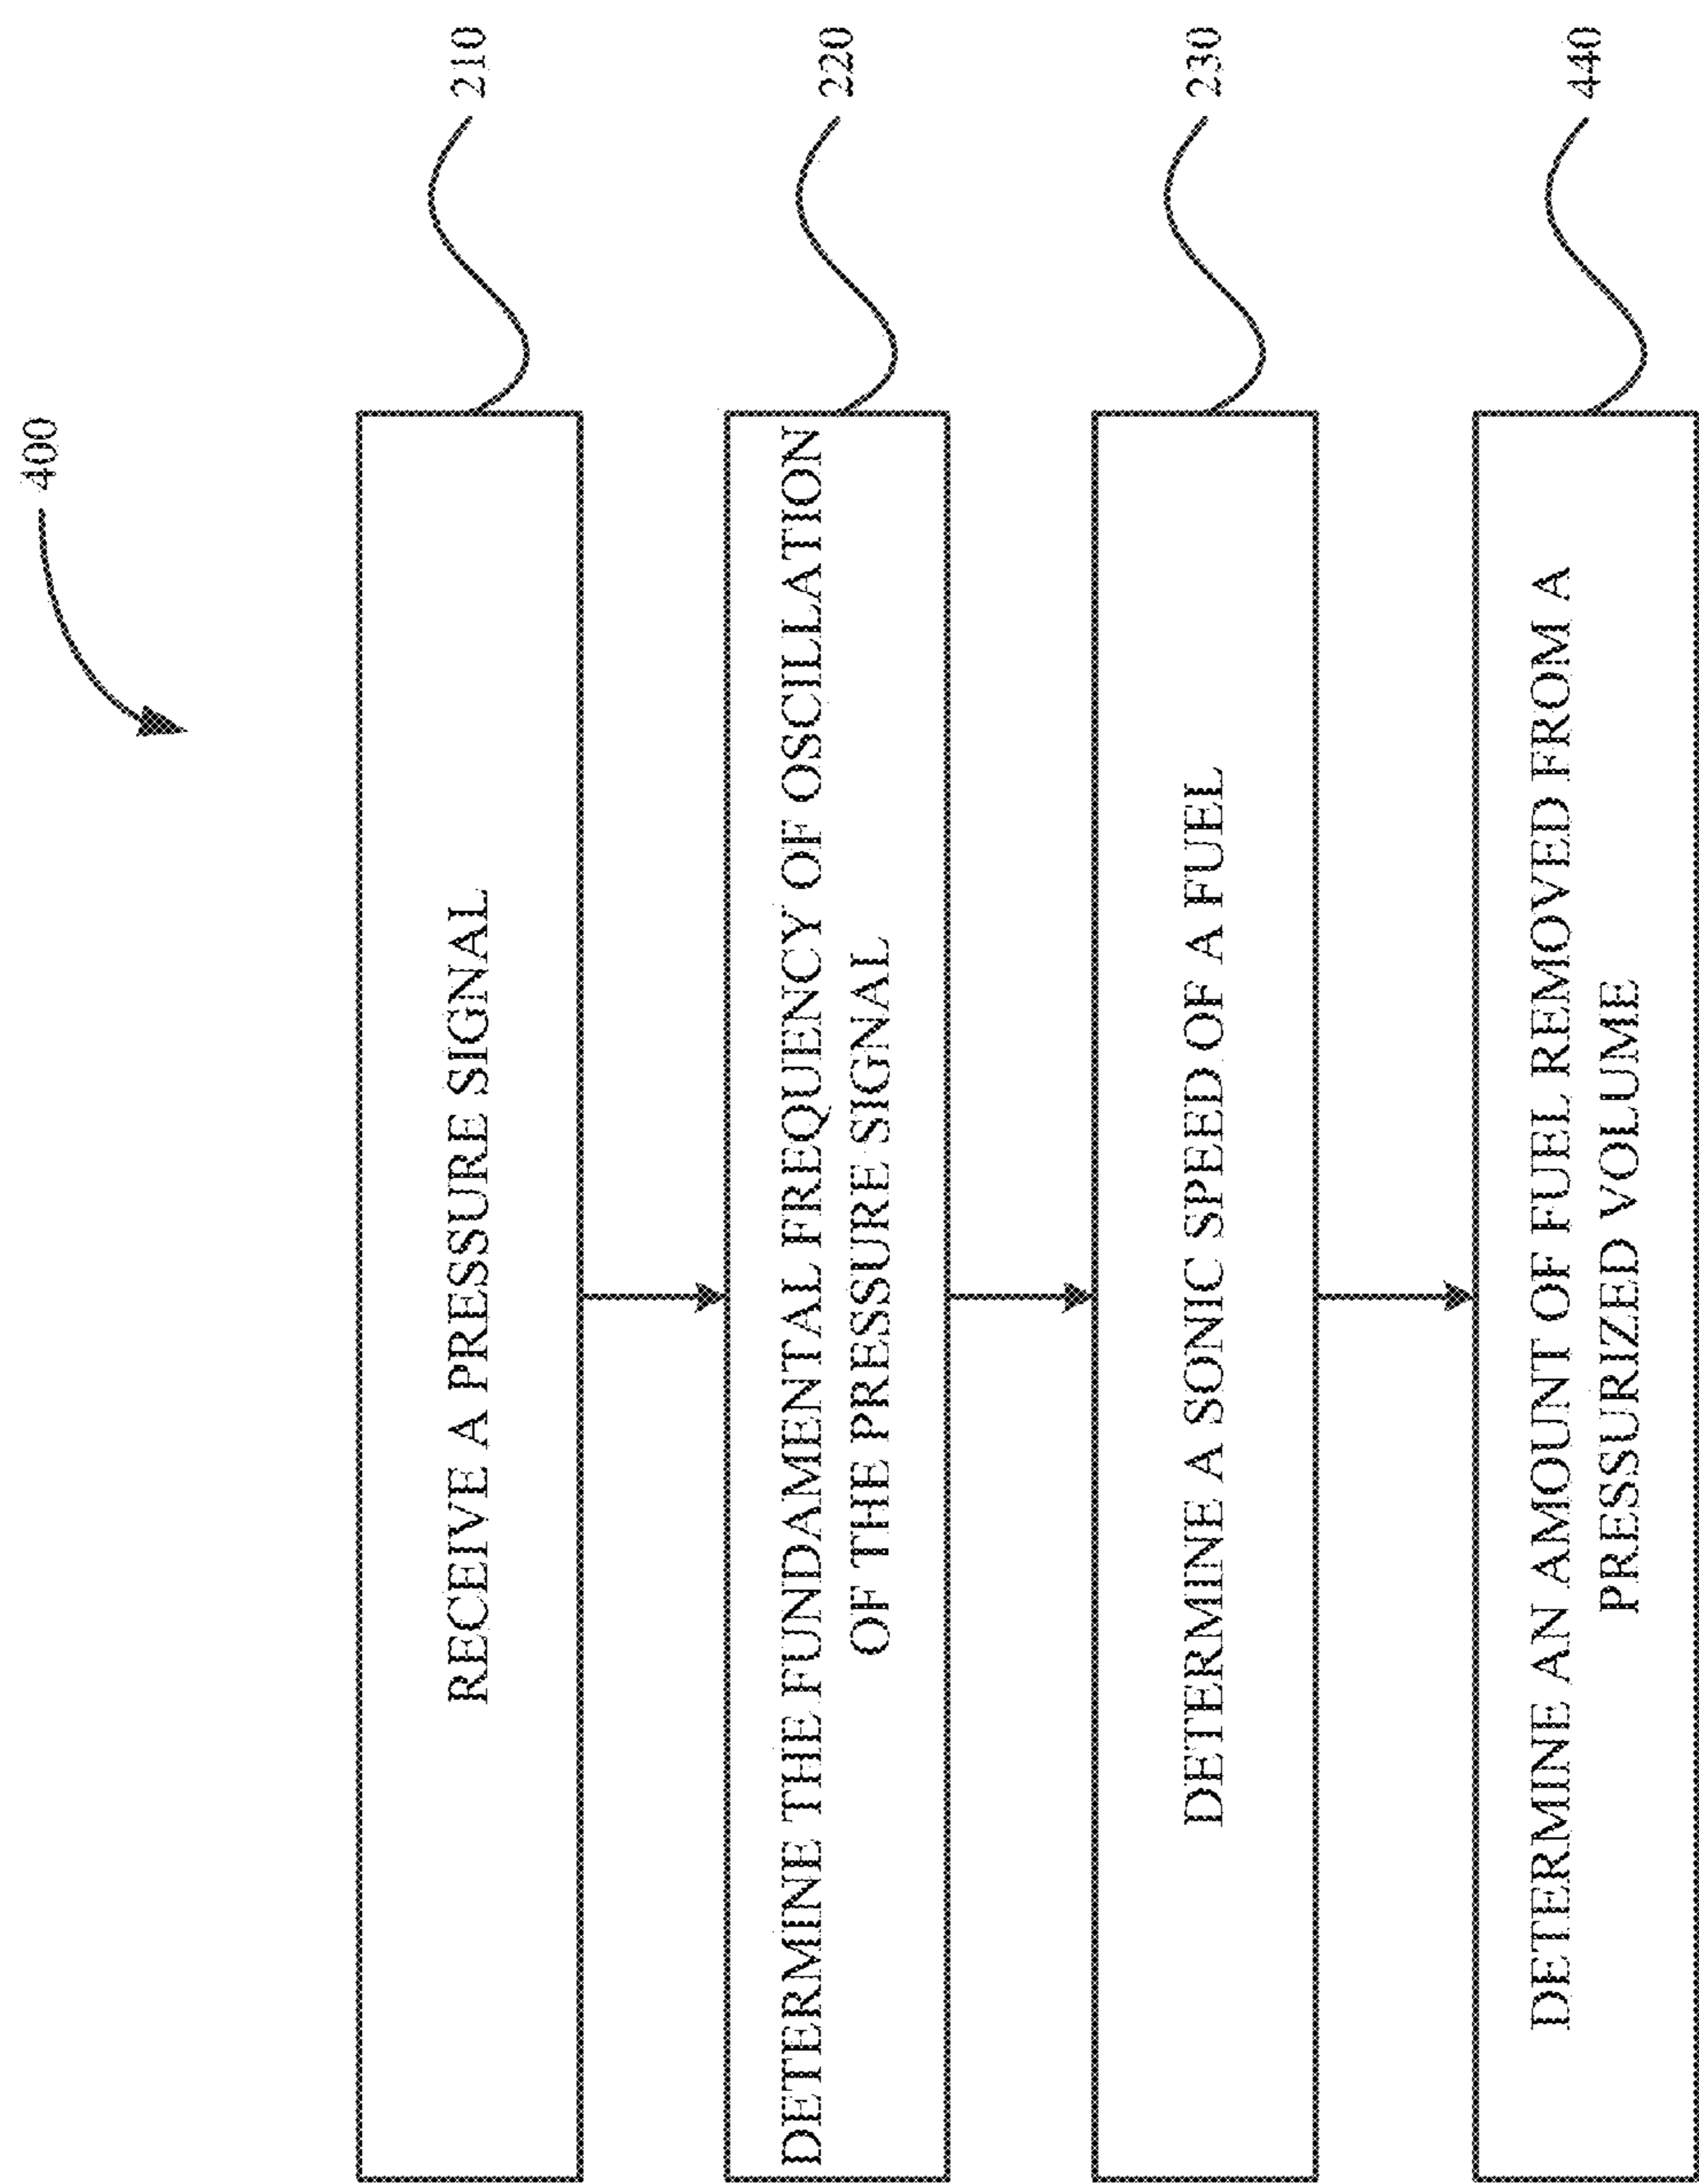 400
RECEIVE A PRESSURE SIGNAL
210
DETERMINE THE FUNDAMENTAL FREQUENCY OF OSCILLATION
OF THE PRESSURE SIGNAL
220
DETERMINE A SONIC SPEED OF A FUEL
230
DETERMINE AN AMOUNT OF FUEL REMOVED FROM A
PRESURIZED VOLUME
440